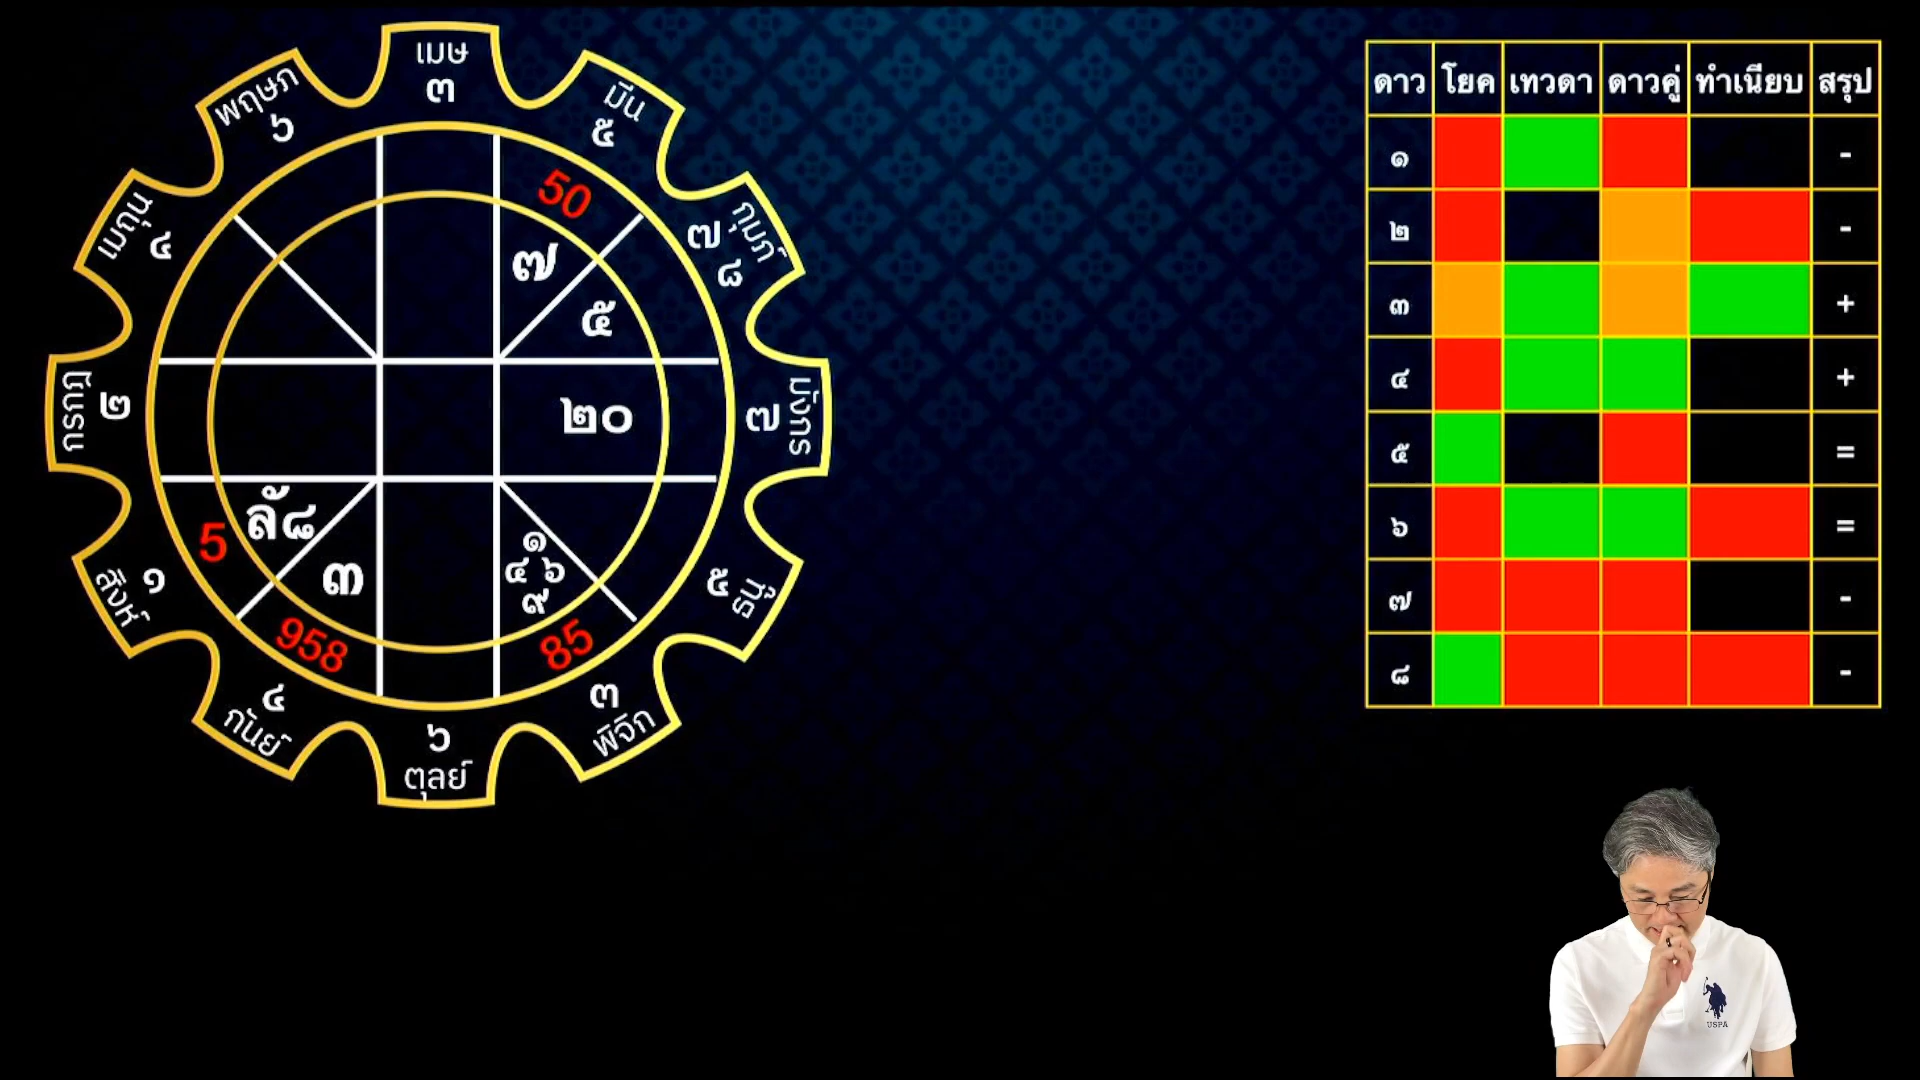 เมษ
๓
มีน
๕
กุมภ์
๗
๘
มังกร
๗
ธนู
๕
พิจิก
๓
ตุลย์
๖
กันย์
๔
สิงห์
๑
กรกฎ
๒
เมถุน
๔
พฤษภ
๖
50
๗
๕
๒๐
ลั๘
5
๓
958
๑
๔ ๖
๙
85
ดาว โยค เทวดา ดาวคู่ ทำเนียบ สรุป
๑ -
๒ -
๓ +
๔ +
๕ =
๖ =
๗ -
๘ -
USPA